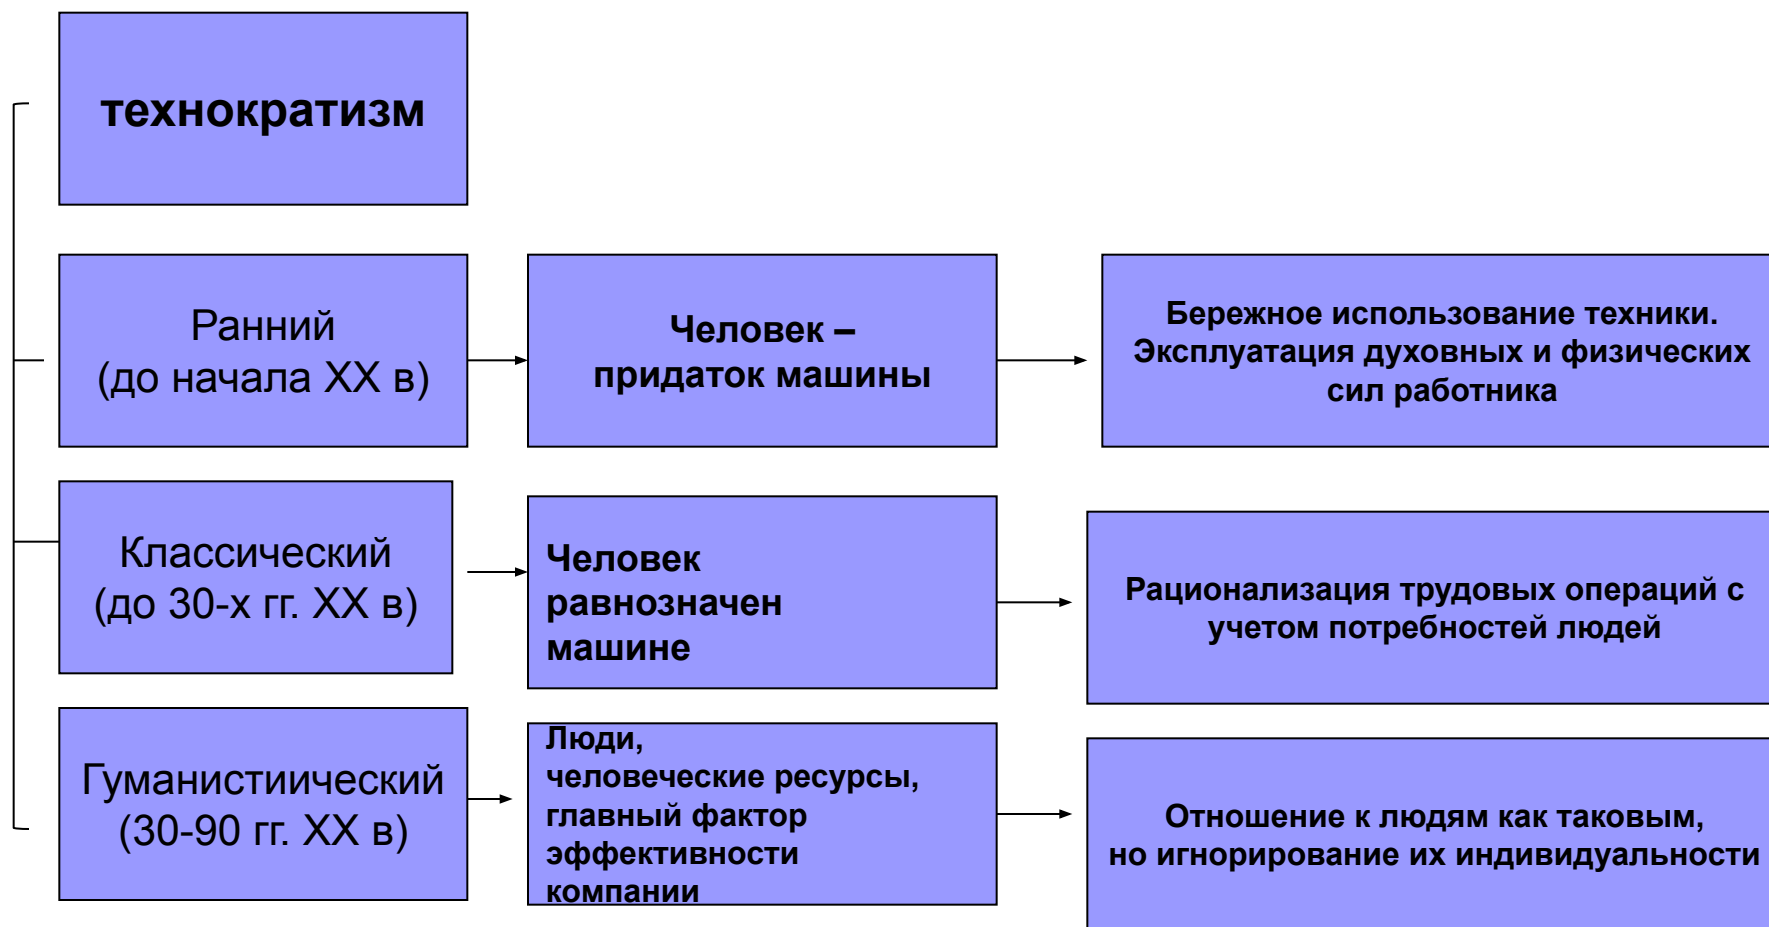 технократизм
Ранний
(до начала XX в)
Человек –
придаток машины
Бережное использование техники.
Эксплуатация духовных и физических
сил работника
Классический
(до 30-х гг. XX в)
Человек
равнозначен
машине
Рационализация трудовых операций с
учетом потребностей людей
Гуманистиический
(30-90 гг. XX в)
Люди,
человеческие ресурсы,
главный фактор
эффективности
компании
Отношение к людям как таковым,
но игнорирование их индивидуальности